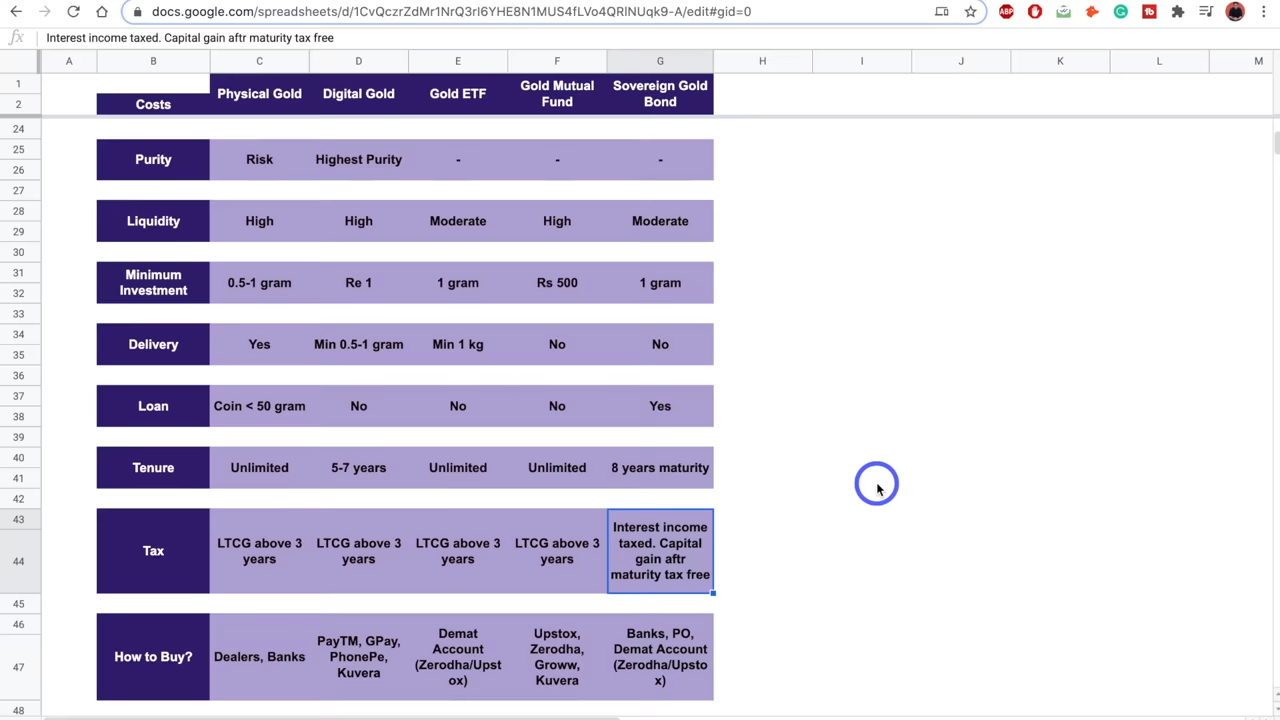 docs.google.com/spreadsheets/d/1CvQczrZdMr1NrQ3rI6YHE8N1MUS4fLVo4QRINUqk9-A/edit#gid=0
ABP
fx Interest income taxed. Capital gain aftr maturity tax free
A B C D E F G H I J K L M
1
2
Costs
Physical Gold
Digital Gold
Gold ETF
Gold Mutual
Fund
Sovereign Gold
Bond
24
25
26
Purity
Risk
Highest Purity
-
-
-
27
28
29
Liquidity
High
High
Moderate
High
Moderate
30
31
32
Minimum
Investment
0.5-1 gram
Re 1
1 gram
Rs 500
1 gram
33
34
35
Delivery
Yes
Min 0.5-1 gram
Min 1 kg
No
No
36
37
38
Loan
Coin < 50 gram
No
No
No
Yes
39
40
41
Tenure
Unlimited
5-7 years
Unlimited
Unlimited
8 years maturity
42
43
44
Tax
LTCG above 3
years
LTCG above 3
years
LTCG above 3
years
LTCG above 3
years
Interest income
taxed. Capital
gain aftr
maturity tax free
45
46
47
How to Buy?
Dealers, Banks
PayTM, GPay,
PhonePe,
Kuvera
Demat
Account
(Zerodha/Upst
ox)
Upstox,
Zerodha,
Groww,
Kuvera
Banks, PO,
Demat Account
(Zerodha/Upsto
x)
48